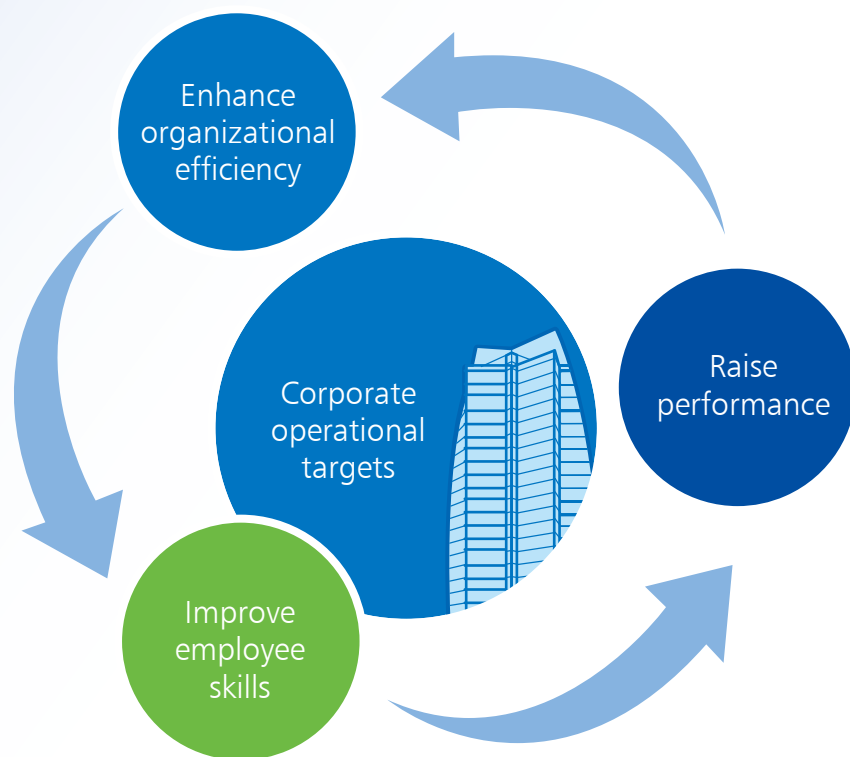 Enhance
organizational
efficiency
Raise
performance
Corporate
operational
targets
Improve
employee
skills